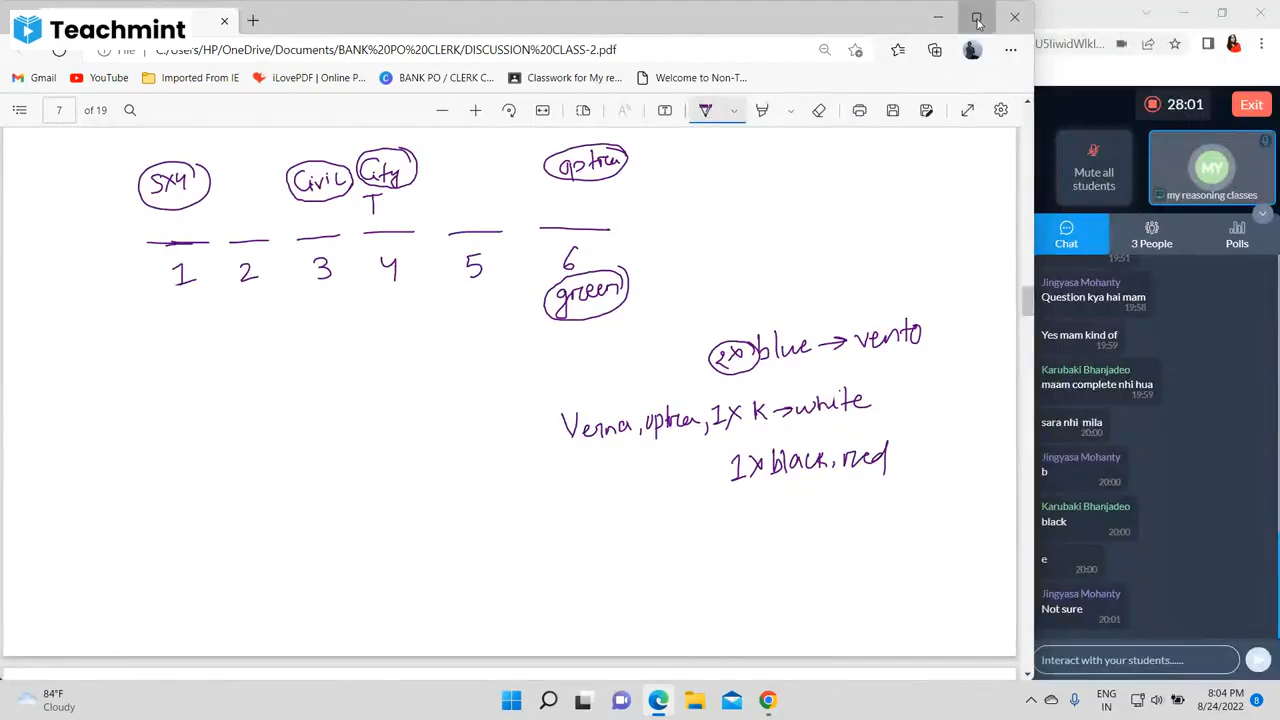 Teachmint
File C:/Users/HP/OneDrive/Documents/BANK%20PO%20CLERK/DISCUSSION%20CLASS-2.pdf
U5IiwidWlkl...
Gmail YouTube Imported From IE iLovePDF | Online P... BANK PO / CLERK C... Classwork for My re... Welcome to Non-T...
7 of 19
28:01 Exit
Mute all students
MY
my reasoning classes
Chat 3 People Polls
SX4 Civil City optra
T
1 2 3 4 5 6
green
2x blue → vento
Verna, optra, 1x K → white
1x black, red
19:51
Jingyasa Mohanty
Question kya hai mam
19:58
Yes mam kind of
19:59
Karubaki Bhanjadeo
maam complete nhi hua
19:59
sara nhi mila
20:00
Jingyasa Mohanty
b
20:00
Karubaki Bhanjadeo
black
20:00
e
20:00
Jingyasa Mohanty
Not sure
20:01
Interact with your students......
84°F
Cloudy
ENG
IN
8:04 PM
8/24/2022
8